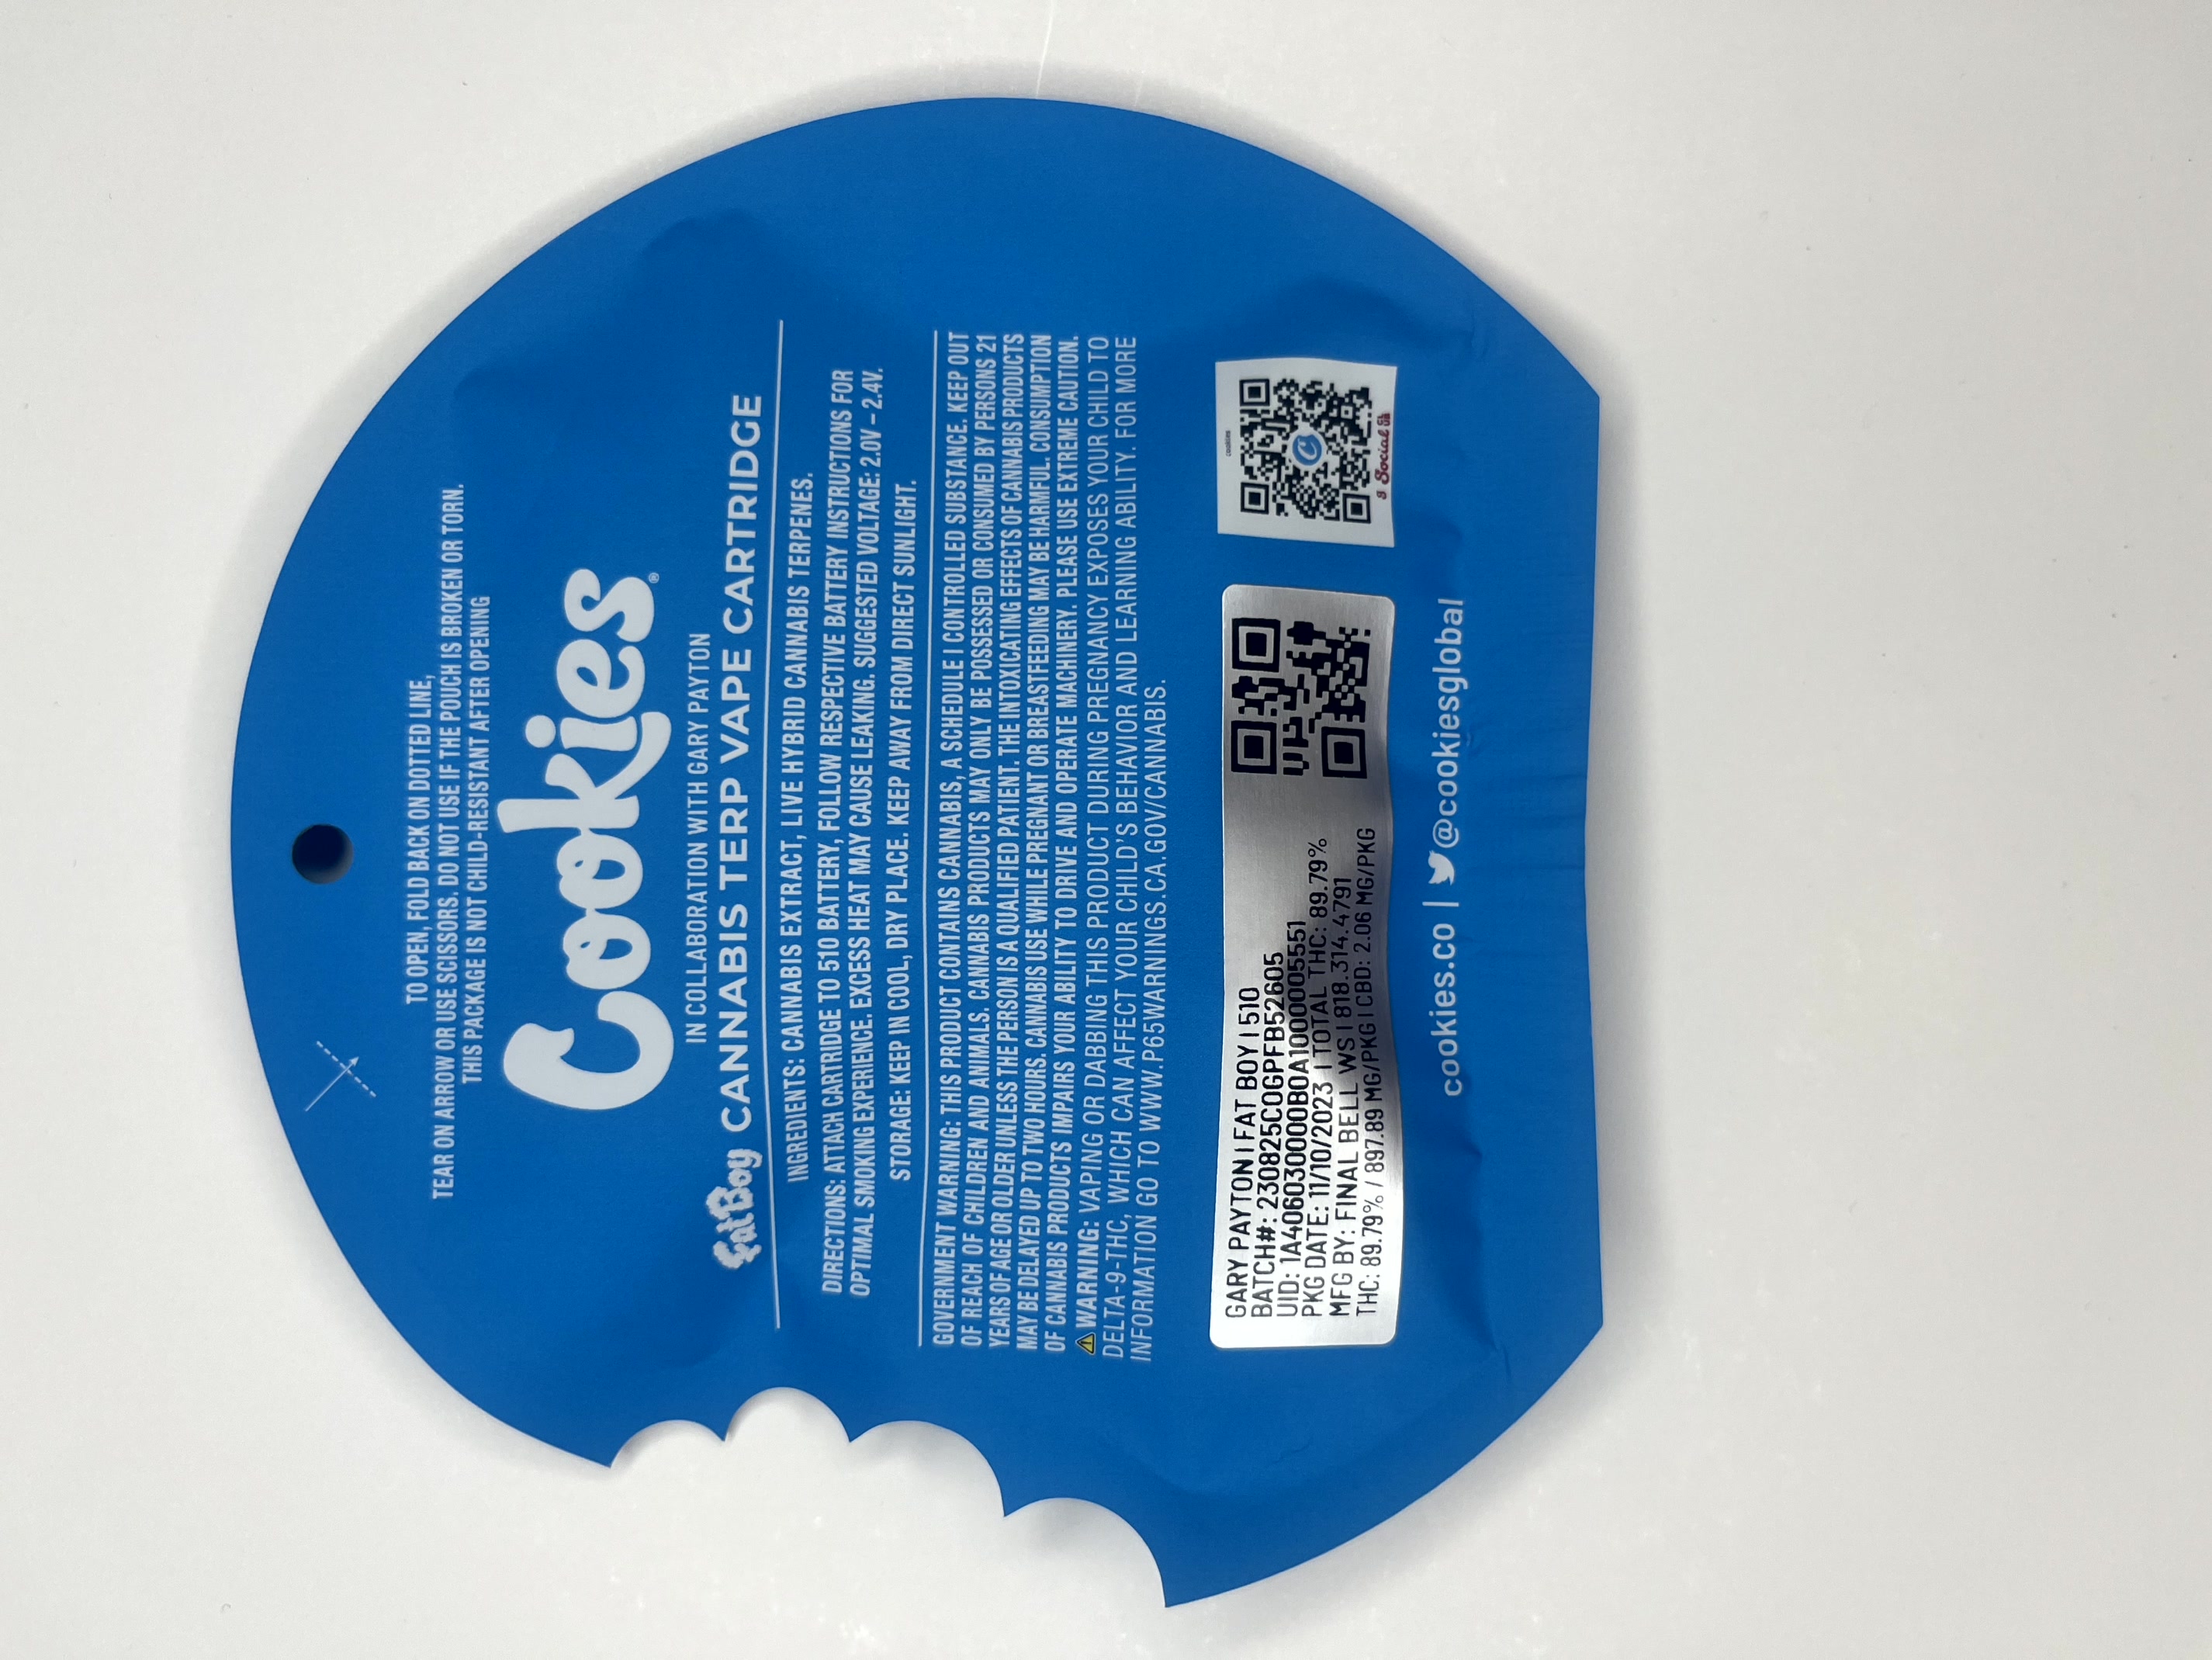 TO OPEN, FOLD BACK ON DOTTED LINE,
TEAR ON ARROW OR USE SCISSORS. DO NOT USE IF THE POUCH IS BROKEN OR TORN.
THIS PACKAGE IS NOT CHILD-RESISTANT AFTER OPENING
Cookies®
IN COLLABORATION WITH GARY PAYTON
FatBoy CANNABIS TERP VAPE CARTRIDGE
INGREDIENTS: CANNABIS EXTRACT, LIVE HYBRID CANNABIS TERPENES.
DIRECTIONS: ATTACH CARTRIDGE TO 510 BATTERY, FOLLOW RESPECTIVE BATTERY INSTRUCTIONS FOR
OPTIMAL SMOKING EXPERIENCE. EXCESS HEAT MAY CAUSE LEAKING. SUGGESTED VOLTAGE: 2.0V – 2.4V.
STORAGE: KEEP IN COOL, DRY PLACE. KEEP AWAY FROM DIRECT SUNLIGHT.
GOVERNMENT WARNING: THIS PRODUCT CONTAINS CANNABIS, A SCHEDULE I CONTROLLED SUBSTANCE. KEEP OUT
OF REACH OF CHILDREN AND ANIMALS. CANNABIS PRODUCTS MAY ONLY BE POSSESSED OR CONSUMED BY PERSONS 21
YEARS OF AGE OR OLDER UNLESS THE PERSON IS A QUALIFIED PATIENT. THE INTOXICATING EFFECTS OF CANNABIS PRODUCTS
MAY BE DELAYED UP TO TWO HOURS. CANNABIS USE WHILE PREGNANT OR BREASTFEEDING MAY BE HARMFUL. CONSUMPTION
OF CANNABIS PRODUCTS IMPAIRS YOUR ABILITY TO DRIVE AND OPERATE MACHINERY. PLEASE USE EXTREME CAUTION.
⚠WARNING: VAPING OR DABBING THIS PRODUCT DURING PREGNANCY EXPOSES YOUR CHILD TO
DELTA-9-THC, WHICH CAN AFFECT YOUR CHILD'S BEHAVIOR AND LEARNING ABILITY. FOR MORE
INFORMATION GO TO WWW.P65WARNINGS.CA.GOV/CANNABIS.
GARY PAYTON | FAT BOY | 510
BATCH#: 230825COGPFB52605
UID: 1A406030000B0A1000005551
PKG DATE: 11/10/2023 | TOTAL THC: 89.79%
MFG BY: FINAL BELL WS | 818.314.4791
THC: 89.79% / 897.89 MG/PKG | CBD: 2.06 MG/PKG
cookies
C
Social
cookies.co | @cookiesglobal